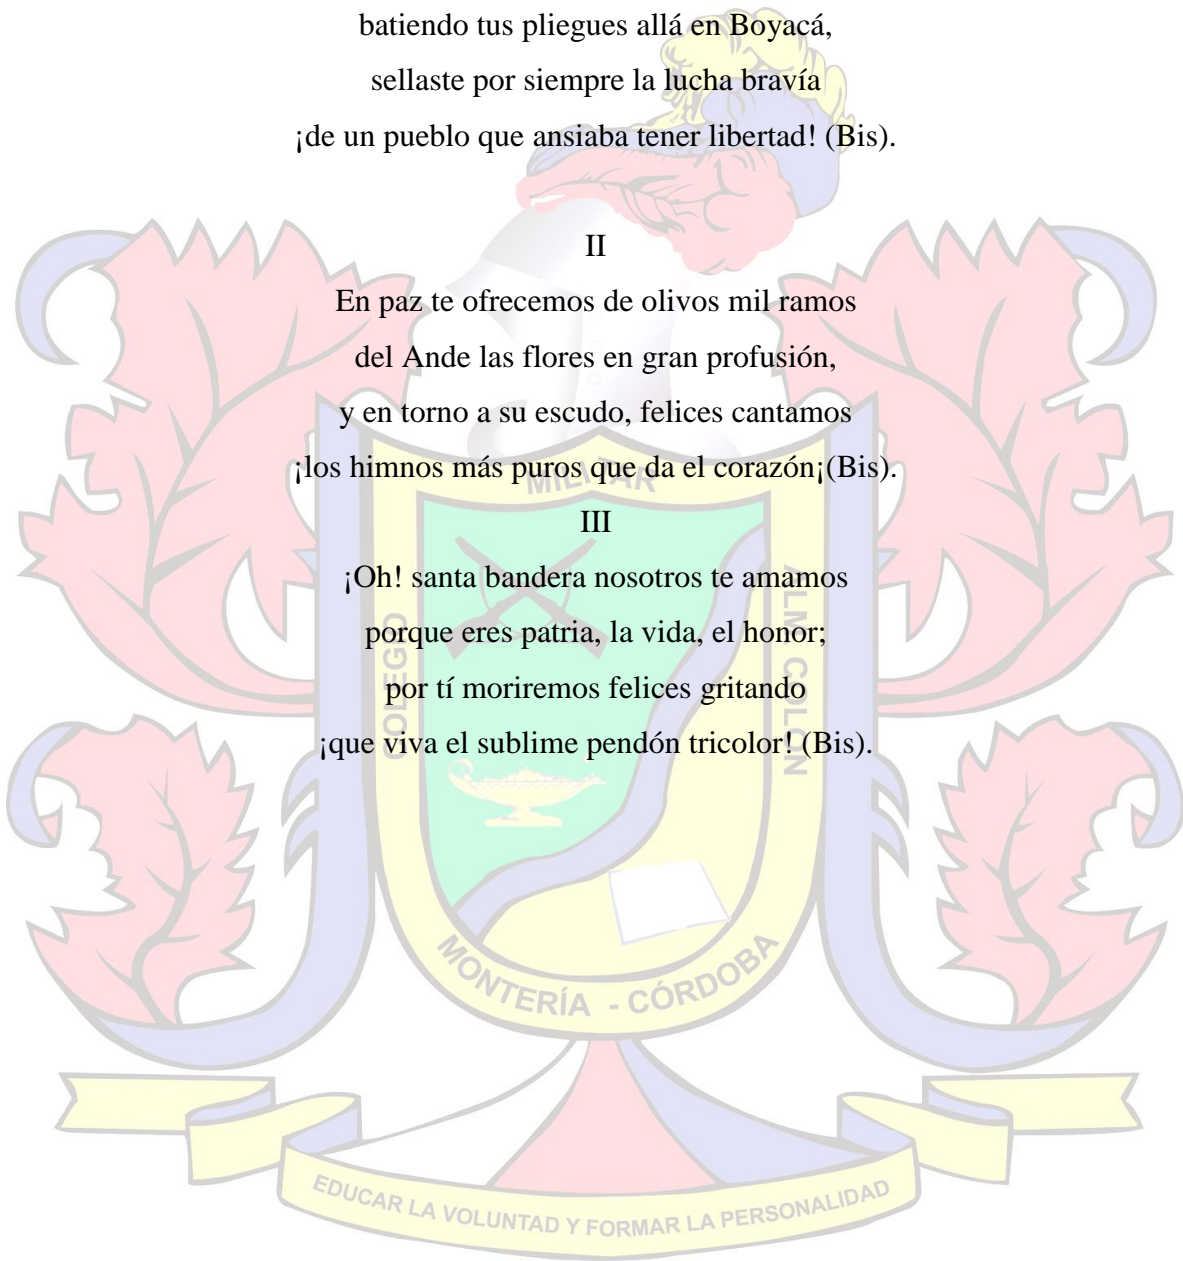 batiendo tus pliegues allá en Boyacá,
sellaste por siempre la lucha bravía
¡de un pueblo que ansiaba tener libertad! (Bis).
II
En paz te ofrecemos de olivos mil ramos
del Ande las flores en gran profusión,
y en torno a su escudo, felices cantamos
¡los himnos más puros que da el corazón¡(Bis).
III
¡Oh! santa bandera nosotros te amamos
porque eres patria, la vida, el honor;
por tí moriremos felices gritando
¡que viva el sublime pendón tricolor! (Bis).
COLEGO
MILITAR
ALM COLÓN
MONTERÍA - CÓRDOBA
EDUCAR LA VOLUNTAD Y FORMAR LA PERSONALIDAD